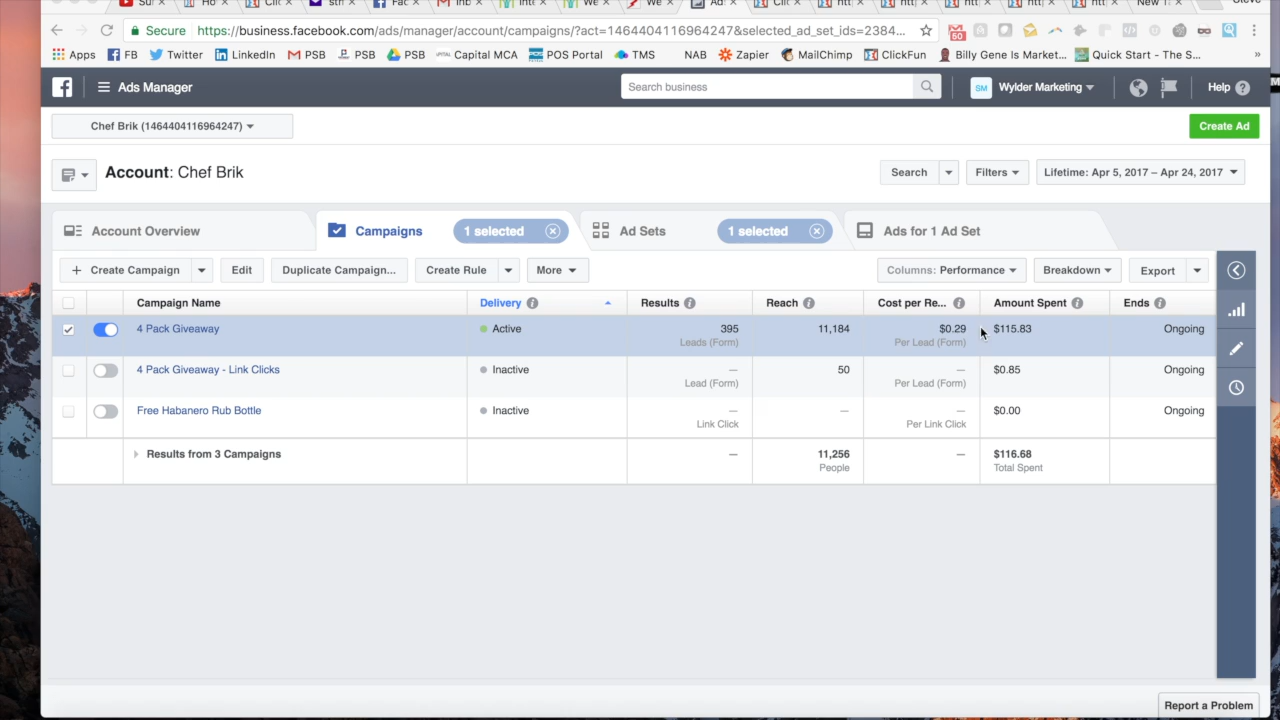 Secure https://business.facebook.com/ads/manager/account/campaigns/?act=1464404116964247&selected_ad_set_ids=2384...
Apps FB Twitter LinkedIn PSB PSB PSB Capital MCA POS Portal TMS NAB Zapier MailChimp ClickFun Billy Gene Is Market... Quick Start - The S... »
Ads Manager Search business SM Wylder Marketing Help
Chef Brik (1464404116964247) Create Ad
Account: Chef Brik Search Filters Lifetime: Apr 5, 2017 – Apr 24, 2017
Account Overview Campaigns 1 selected Ad Sets 1 selected Ads for 1 Ad Set
+ Create Campaign Edit Duplicate Campaign... Create Rule More Columns: Performance Breakdown Export
Campaign Name Delivery Results Reach Cost per Re... Amount Spent Ends
4 Pack Giveaway Active 395 11,184 $0.29 $115.83 Ongoing
Leads (Form) Per Lead (Form)
4 Pack Giveaway - Link Clicks Inactive — 50 — $0.85 Ongoing
Lead (Form) Per Lead (Form)
Free Habanero Rub Bottle Inactive — — — $0.00 Ongoing
Link Click Per Link Click
Results from 3 Campaigns — 11,256 — $116.68
People Total Spent
Report a Problem